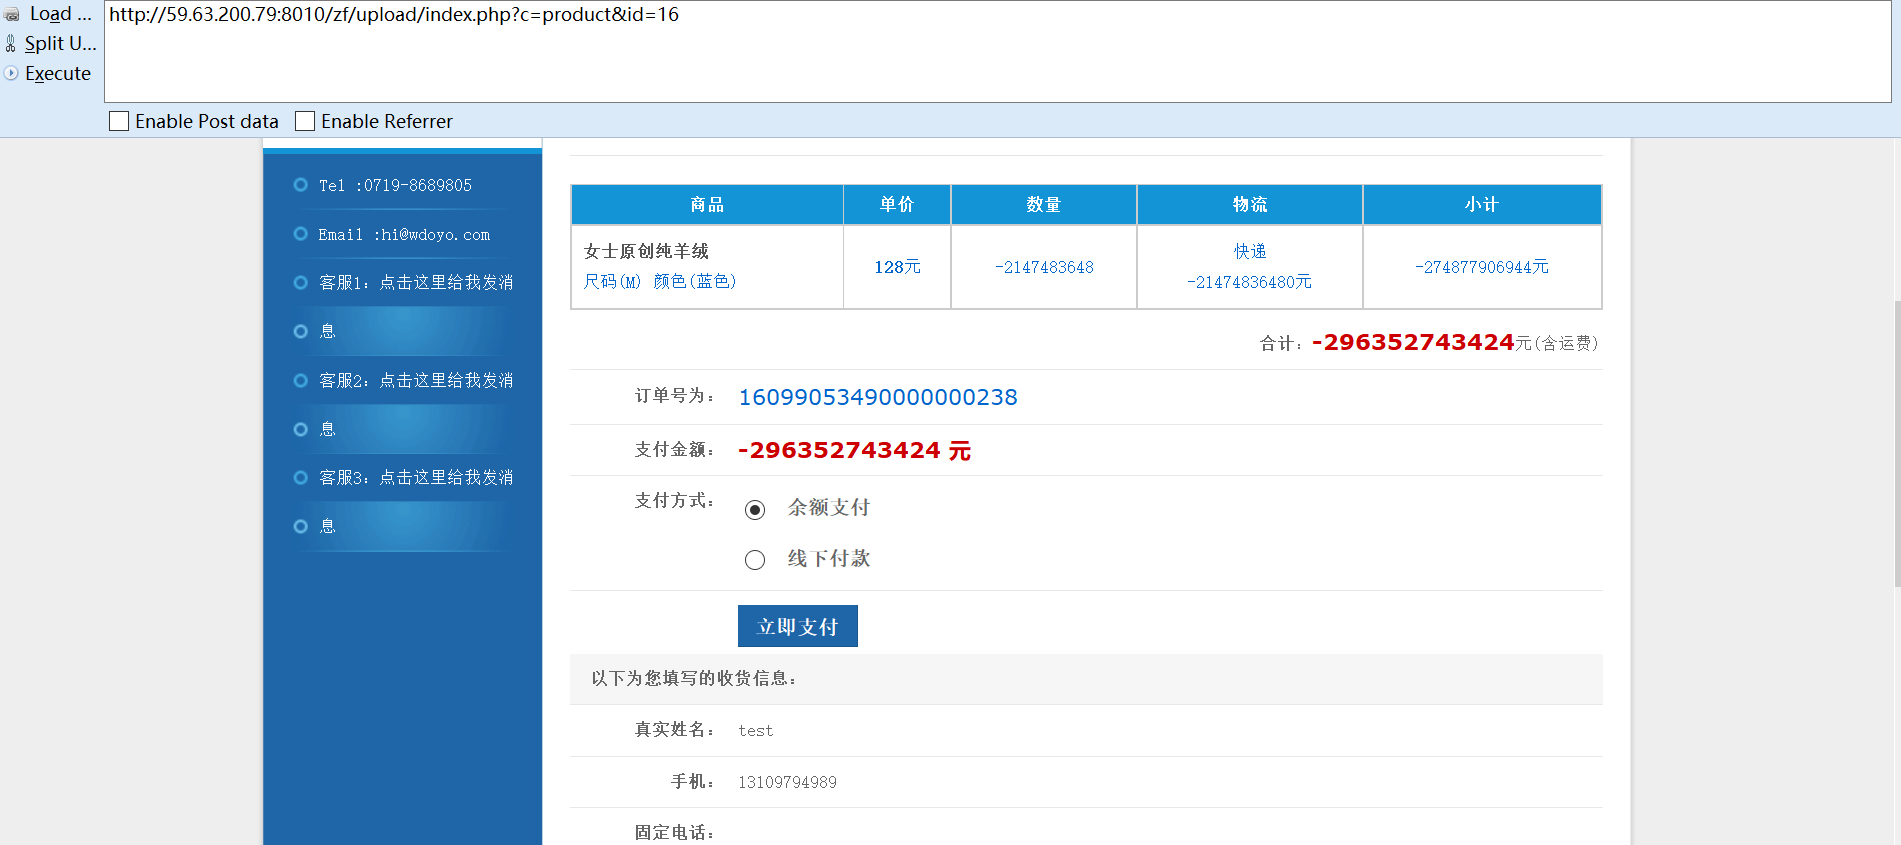 Load ...
http://59.63.200.79:8010/zf/upload/index.php?c=product&id=16
Split U...
Execute
Enable Post data
Enable Referrer
Tel :0719-8689805
Email :hi@wdoyo.com
客服1：点击这里给我发消
息
客服2：点击这里给我发消
息
客服3：点击这里给我发消
息
商品 单价 数量 物流 小计
女士原创纯羊绒
尺码(M) 颜色(蓝色)
128元
-2147483648
快递
-21474836480元
-274877906944元
合计：-296352743424元(含运费)
订单号为： 16099053490000000238
支付金额： -296352743424 元
支付方式： 余额支付
线下付款
立即支付
以下为您填写的收货信息：
真实姓名： test
手机： 13109794989
固定电话：